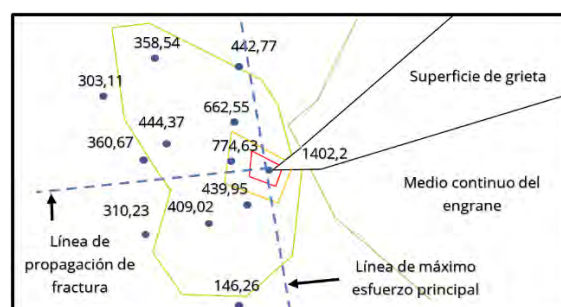 358,54
442,77
303,11
Superficie de grieta
662,55
444,37
360,67
774,63
1402,2
439,95
Medio continuo del
engrane
310,23
409,02
Línea de
propagación de
fractura
146,26
Línea de máximo
esfuerzo principal